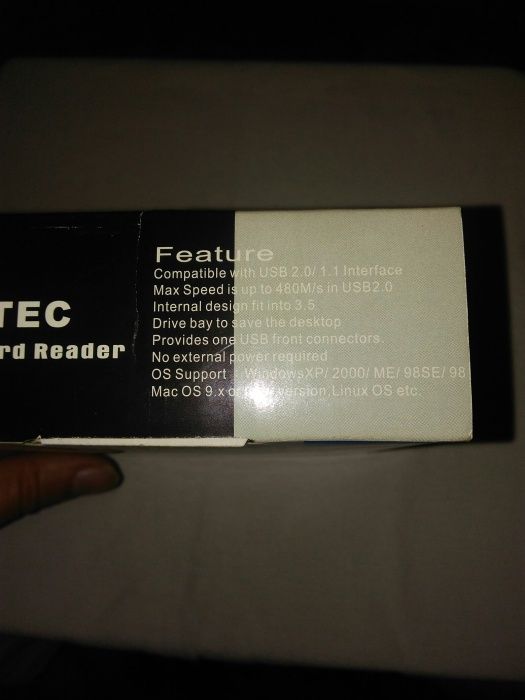 TEC
rd Reader
Feature
Compatible with USB 2.0/ 1.1 Interface
Max Speed is up to 480M/s in USB2.0
Internal design fit into 3.5
Drive bay to save the desktop
Provides one USB front connectors.
No external power required
OS Support : WindowsXP/ 2000/ ME/ 98SE/ 98
Mac OS 9.x or version,Linux OS etc.